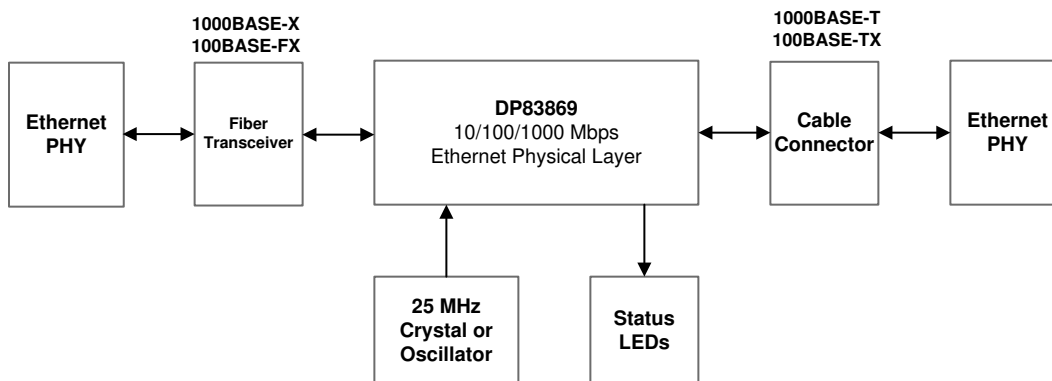 1000BASE-X
100BASE-FX
1000BASE-T
100BASE-TX
Ethernet
PHY
Fiber
Transceiver
DP83869
10/100/1000 Mbps
Ethernet Physical Layer
Cable
Connector
Ethernet
PHY
25 MHz
Crystal or
Oscillator
Status
LEDs